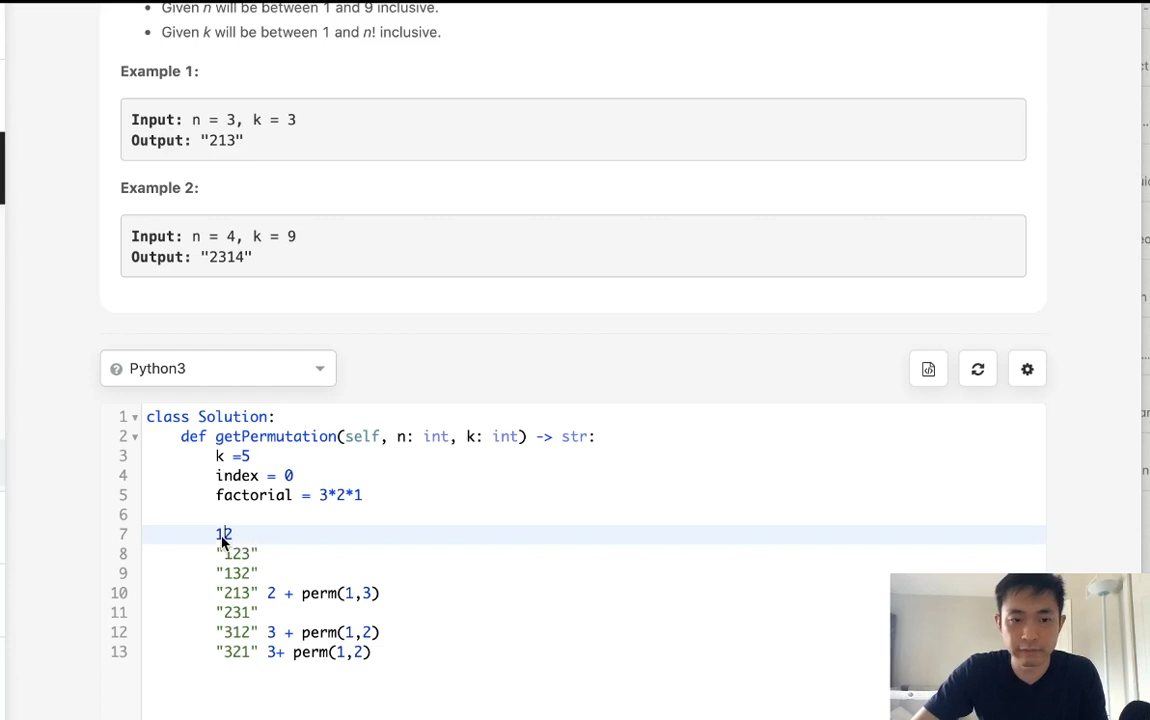 Given n will be between 1 and 9 inclusive.
Given k will be between 1 and n! inclusive.
Example 1:
Input: n = 3, k = 3
Output: "213"
Example 2:
Input: n = 4, k = 9
Output: "2314"
Python3
1 class Solution:
2 def getPermutation(self, n: int, k: int) -> str:
3 k =5
4 index = 0
5 factorial = 3*2*1
6
7 12
8 "123"
9 "132"
10 "213" 2 + perm(1,3)
11 "231"
12 "312" 3 + perm(1,2)
13 "321" 3+ perm(1,2)